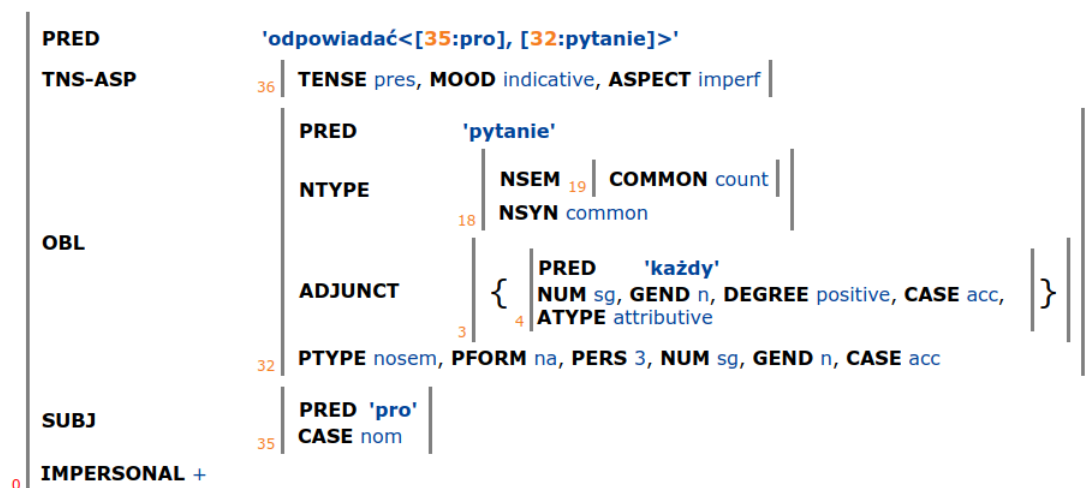 PRED 'odpowiadać<[35:pro], [32:pytanie]>'
TNS-ASP 36 TENSE pres, MOOD indicative, ASPECT imperf
PRED 'pytanie'
NTYPE NSEM 19 COMMON count
18 NSYN common
OBL
ADJUNCT { PRED 'każdy'
NUM sg, GEND n, DEGREE positive, CASE acc, }
3 4 ATYPE attributive
32 PTYPE nosem, PFORM na, PERS 3, NUM sg, GEND n, CASE acc
SUBJ PRED 'pro'
35 CASE nom
0 IMPERSONAL +